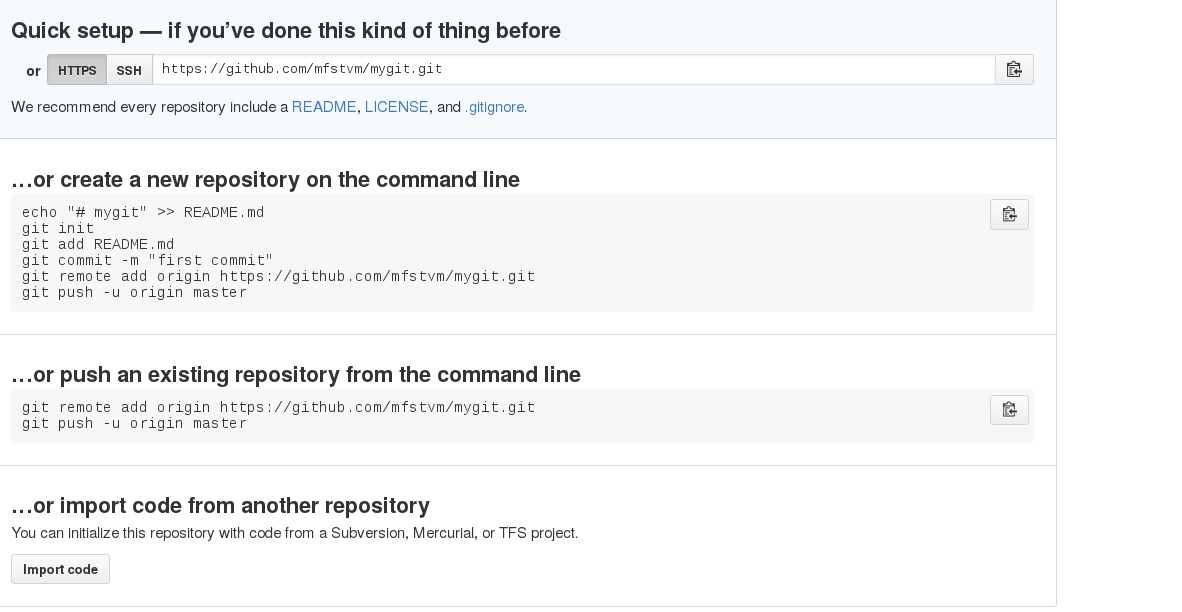 Quick setup — if you’ve done this kind of thing before
or HTTPS SSH https://github.com/mfstvm/mygit.git
We recommend every repository include a README, LICENSE, and .gitignore.
…or create a new repository on the command line
echo "# mygit" >> README.md
git init
git add README.md
git commit -m "first commit"
git remote add origin https://github.com/mfstvm/mygit.git
git push -u origin master
…or push an existing repository from the command line
git remote add origin https://github.com/mfstvm/mygit.git
git push -u origin master
…or import code from another repository
You can initialize this repository with code from a Subversion, Mercurial, or TFS project.
Import code